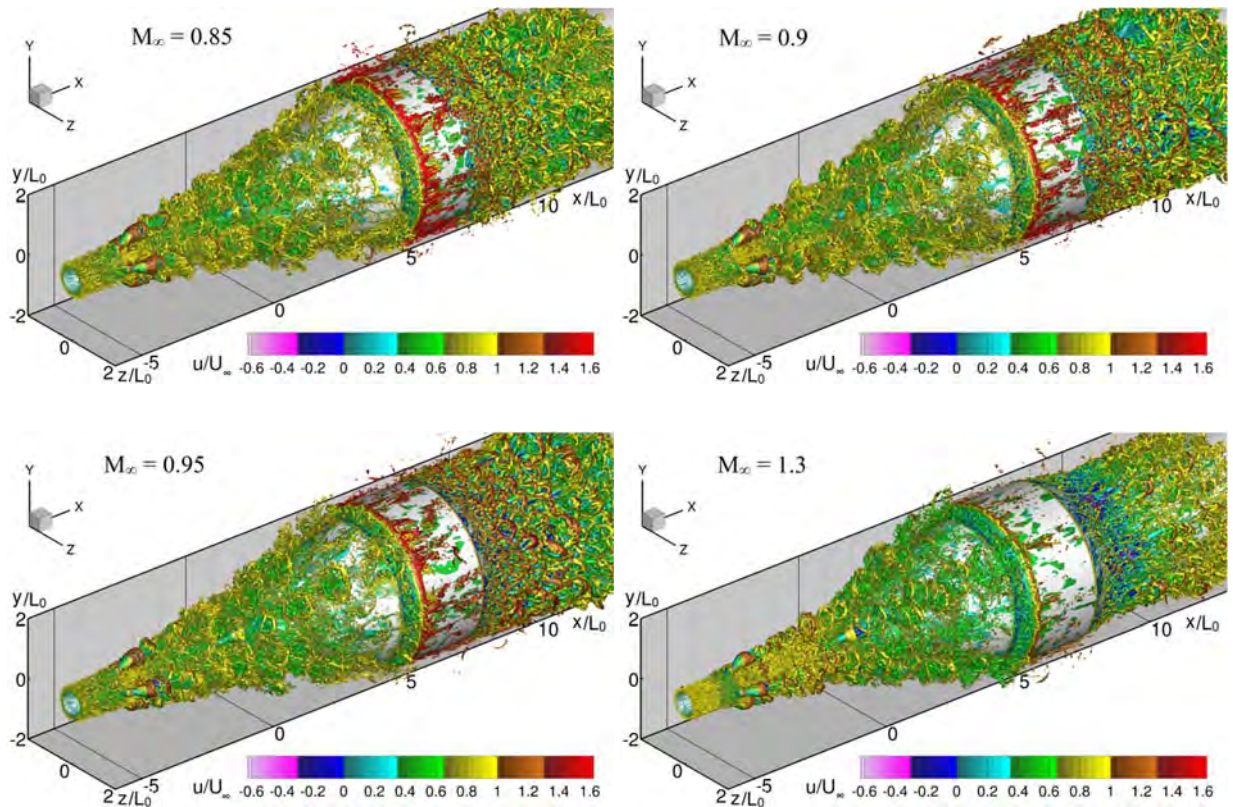 M∞ = 0.85
Y
X
Z
y/L₀
2
0
-2
0
2
z/L₀
-5
0
5
10
x/L₀
u/U∞
-0.6 -0.4 -0.2 0 0.2 0.4 0.6 0.8 1 1.2 1.4 1.6
M∞ = 0.9
Y
X
Z
y/L₀
2
0
-2
0
2
z/L₀
-5
0
5
10
x/L₀
u/U∞
-0.6 -0.4 -0.2 0 0.2 0.4 0.6 0.8 1 1.2 1.4 1.6
M∞ = 0.95
Y
X
Z
y/L₀
2
0
-2
0
2
z/L₀
-5
0
5
10
x/L₀
u/U∞
-0.6 -0.4 -0.2 0 0.2 0.4 0.6 0.8 1 1.2 1.4 1.6
M∞ = 1.3
Y
X
Z
y/L₀
2
0
-2
0
2
z/L₀
-5
0
5
10
x/L₀
u/U∞
-0.6 -0.4 -0.2 0 0.2 0.4 0.6 0.8 1 1.2 1.4 1.6